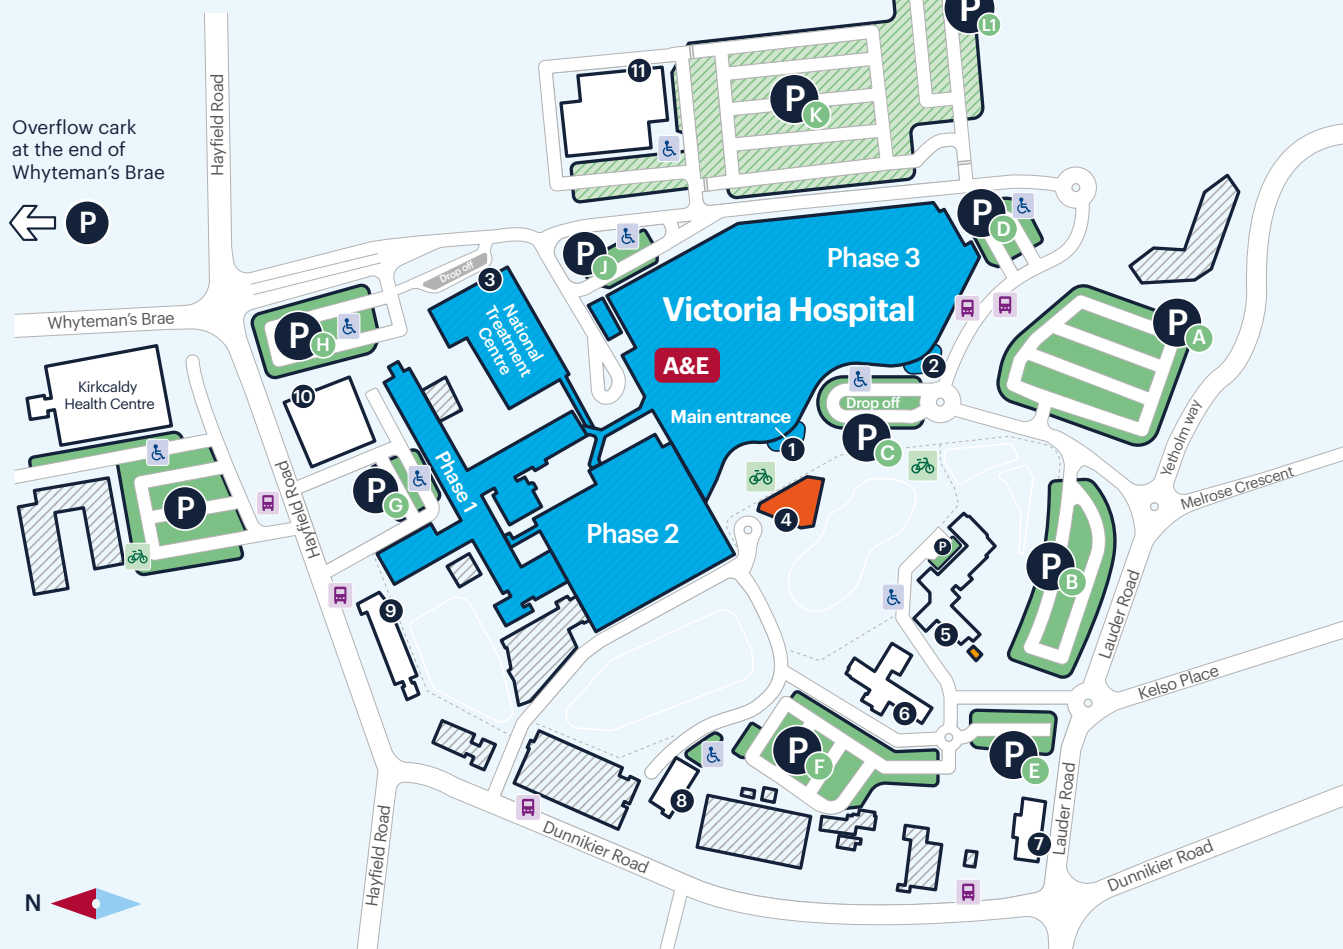 P
L1
11
P
K
Hayfield Road
Overflow cark
at the end of
Whyteman's Brae
P
P
D
P
J
Phase 3
Drop off
3
National
Treatment
Centre
Victoria Hospital
Whyteman's Brae
P
H
P
A
A&E
2
Kirkcaldy
Health Centre
10
Drop off
Main entrance
1
P
C
Phase 1
Yetholm way
P
G
P
Hayfield Road
Melrose Crescent
4
Phase 2
P
P
B
9
5
Lauder Road
Kelso Place
6
P
F
P
E
8
7
Lauder Road
Hayfield Road
Dunnikier Road
Dunnikier Road
N